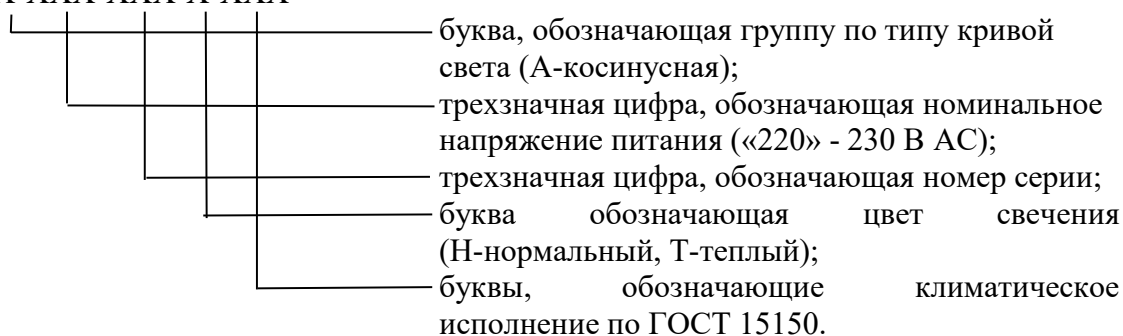 буква, обозначающая группу по типу кривой
света (А-косинусная);
трехзначная цифра, обозначающая номинальное
напряжение питания («220» - 230 В АС);
трехзначная цифра, обозначающая номер серии;
буква обозначающая цвет свечения
(Н-нормальный, Т-теплый);
буквы, обозначающие климатическое
исполнение по ГОСТ 15150.